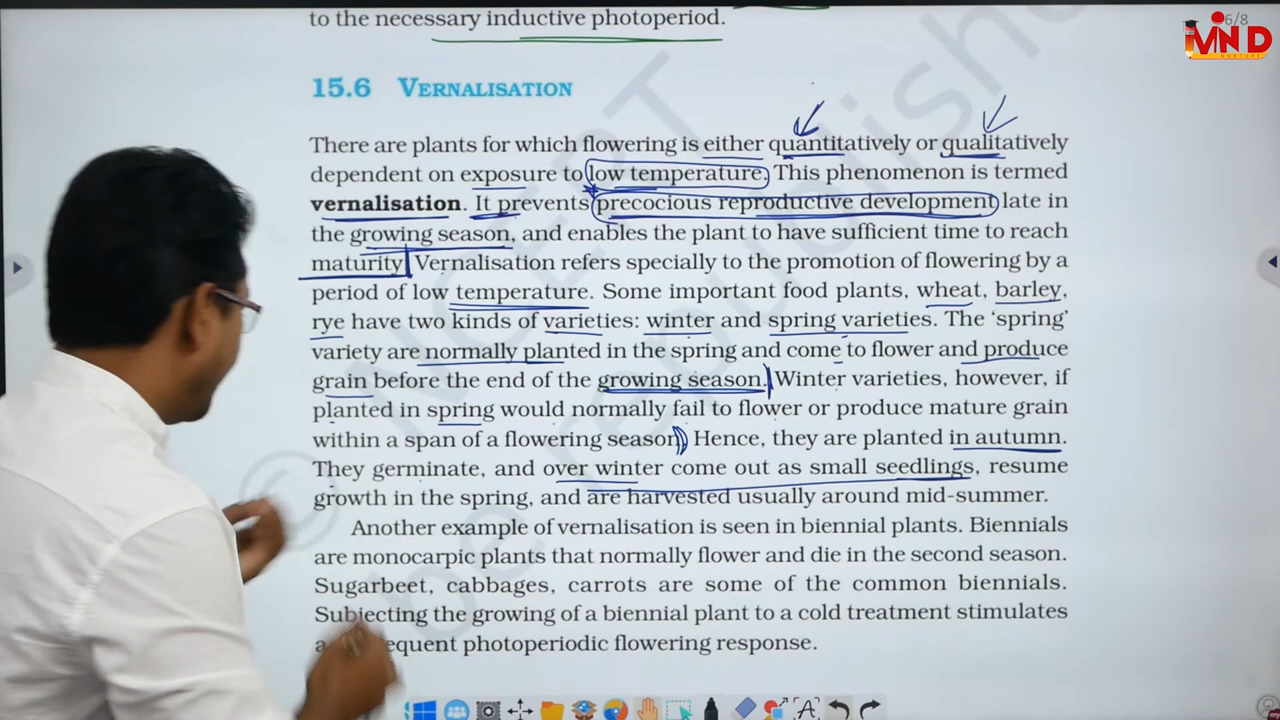 to the necessary inductive photoperiod.
6/8
MIND
15.6 VERNALISATION
There are plants for which flowering is either quantitatively or qualitatively
dependent on exposure to low temperature. This phenomenon is termed
vernalisation. It prevents precocious reproductive development late in
the growing season, and enables the plant to have sufficient time to reach
maturity. Vernalisation refers specially to the promotion of flowering by a
period of low temperature. Some important food plants, wheat, barley,
rye have two kinds of varieties: winter and spring varieties. The ‘spring’
variety are normally planted in the spring and come to flower and produce
grain before the end of the growing season. Winter varieties, however, if
planted in spring would normally fail to flower or produce mature grain
within a span of a flowering season. Hence, they are planted in autumn.
They germinate, and over winter come out as small seedlings, resume
growth in the spring, and are harvested usually around mid-summer.
Another example of vernalisation is seen in biennial plants. Biennials
are monocarpic plants that normally flower and die in the second season.
Sugarbeet, cabbages, carrots are some of the common biennials.
Subjecting the growing of a biennial plant to a cold treatment stimulates
a equent photoperiodic flowering response.